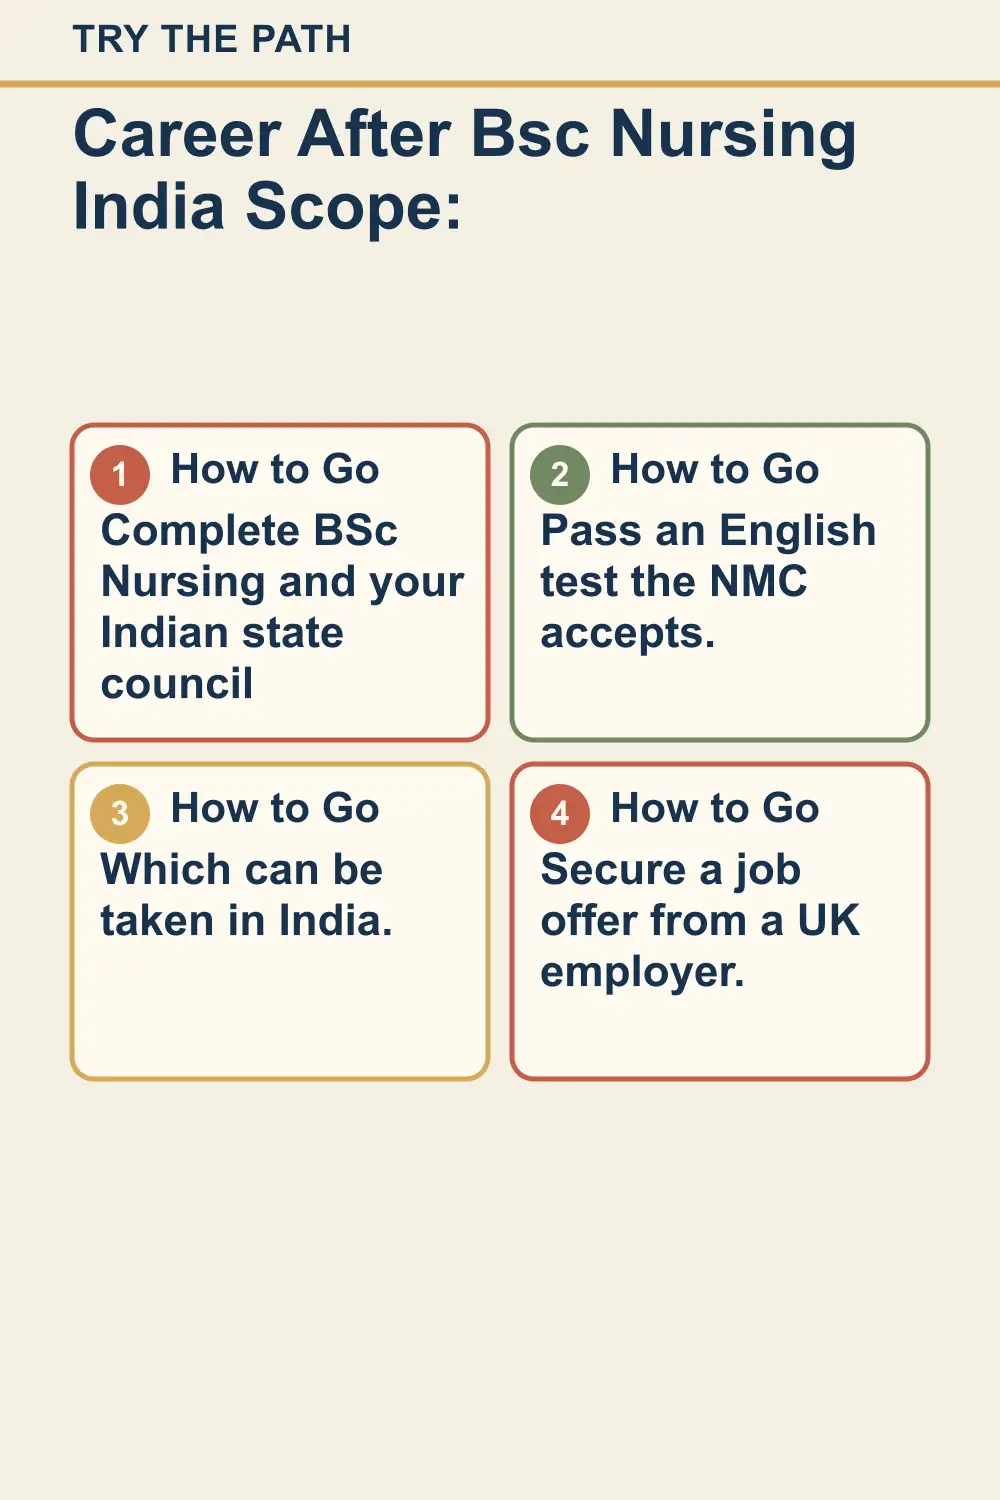 TRY THE PATH
Career After Bsc Nursing
India Scope:
1 How to Go
Complete BSc
Nursing and your
Indian state
council
2 How to Go
Pass an English
test the NMC
accepts.
3 How to Go
Which can be
taken in India.
4 How to Go
Secure a job
offer from a UK
employer.